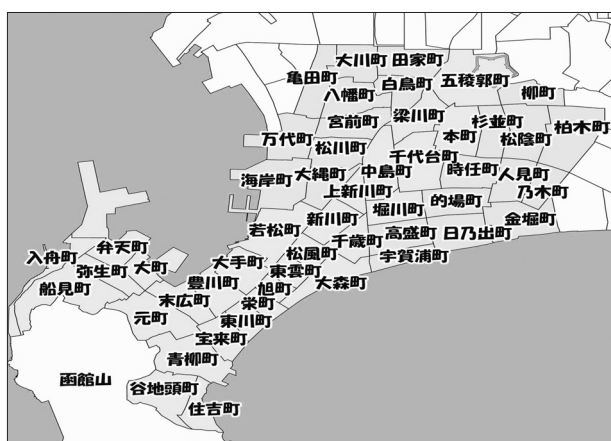 大川町
田家町
亀田町
白鳥町
五稜郭町
八幡町
柳町
宮前町
梁川町
杉並町
柏木町
万代町
松川町
本町
松陰町
千代台町
海岸町
大縄町
中島町
時任町
人見町
上新川町
乃木町
堀川町
的場町
若松町
新川町
金堀町
千歳町
高盛町
日乃出町
入舟町
弁天町
松風町
宇賀浦町
弥生町
大町
大手町
東雲町
船見町
豊川町
旭町
大森町
末広町
栄町
元町
東川町
宝来町
青柳町
函館山
谷地頭町
住吉町